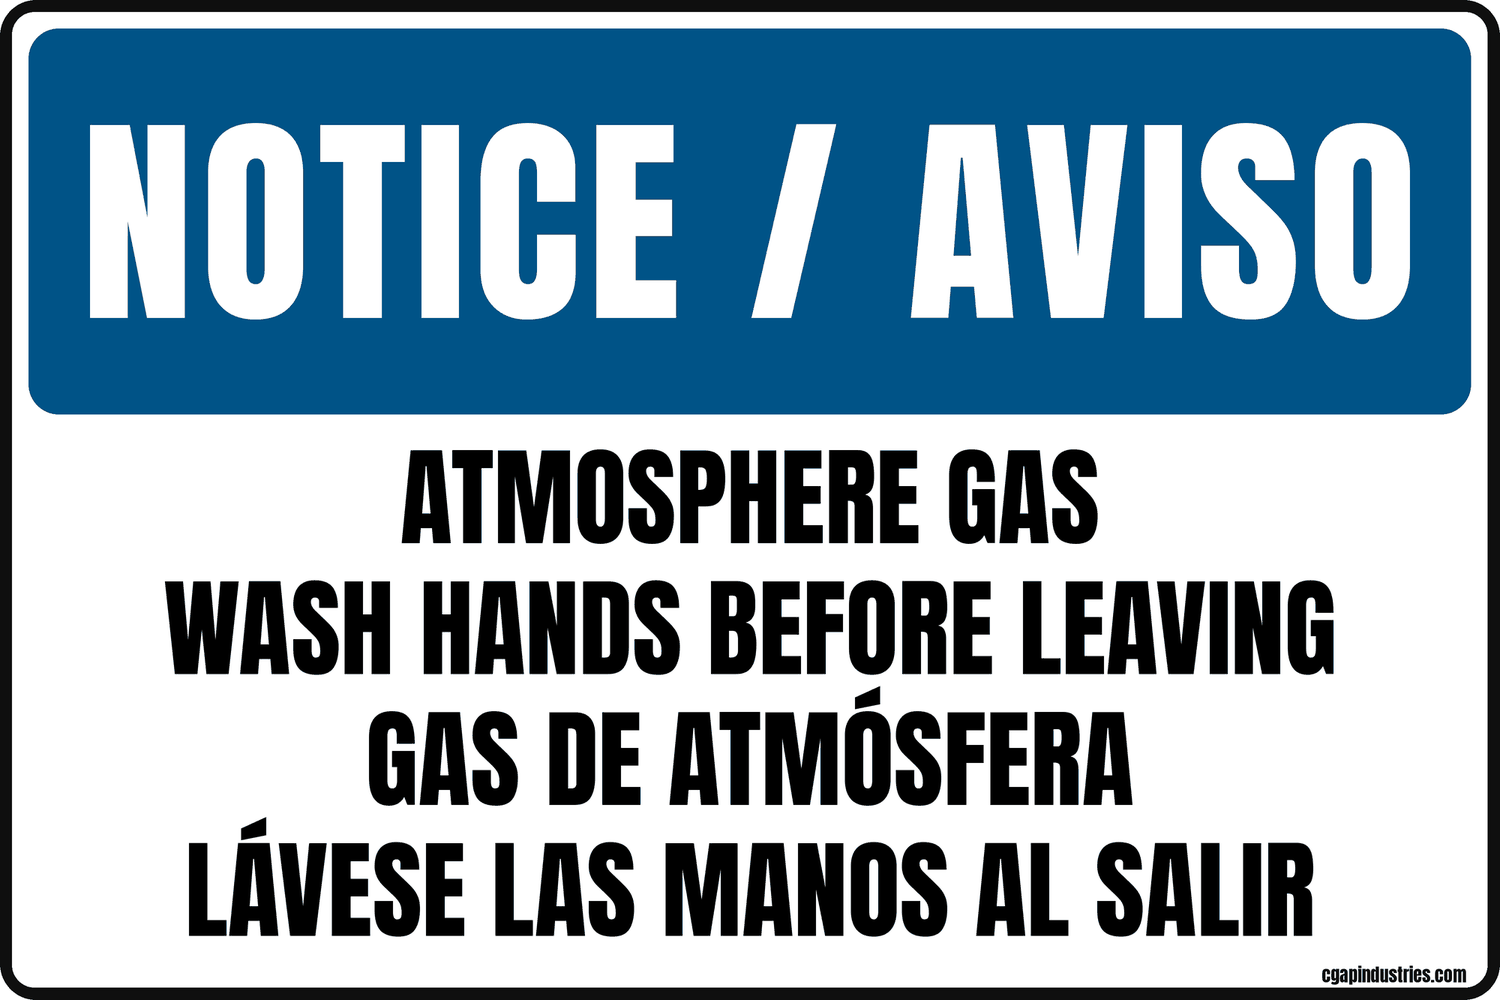 NOTICE / AVISO
ATMOSPHERE GAS
WASH HANDS BEFORE LEAVING
GAS DE ATMÓSFERA
LÁVESE LAS MANOS AL SALIR
cgapindustries.com